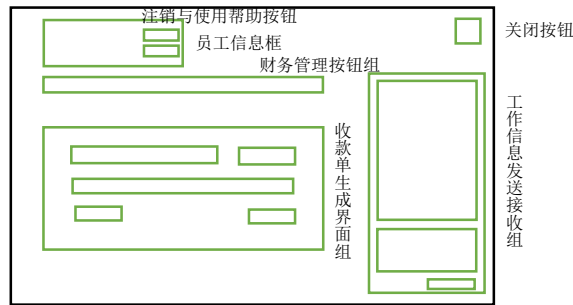 注销与使用帮助按钮
关闭按钮
员工信息框
财务管理按钮组
收款单生成界面组
工作信息发送接收组